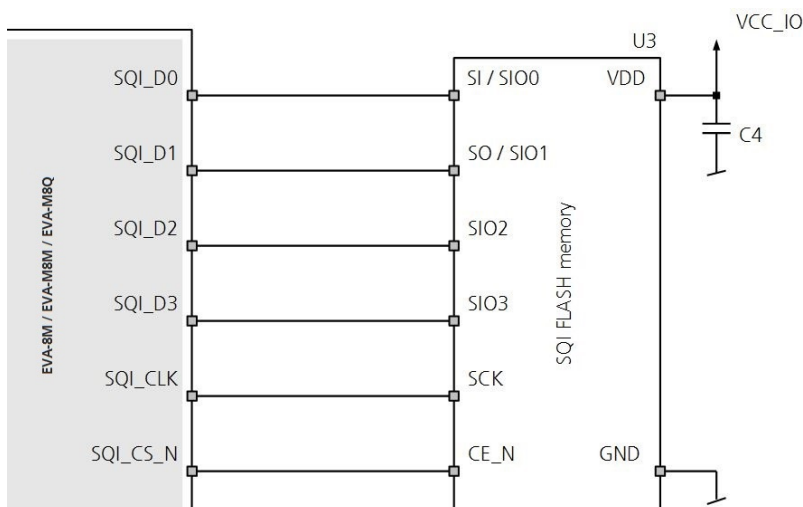 VCC_IO
U3
SQI_D0
SI / SIO0
VDD
C4
SQI_D1
SO / SIO1
SQI_D2
SIO2
SQI_D3
SIO3
SQI_CLK
SCK
SQI_CS_N
CE_N
GND
EVA-8M / EVA-M8M / EVA-M8Q
SQI FLASH memory